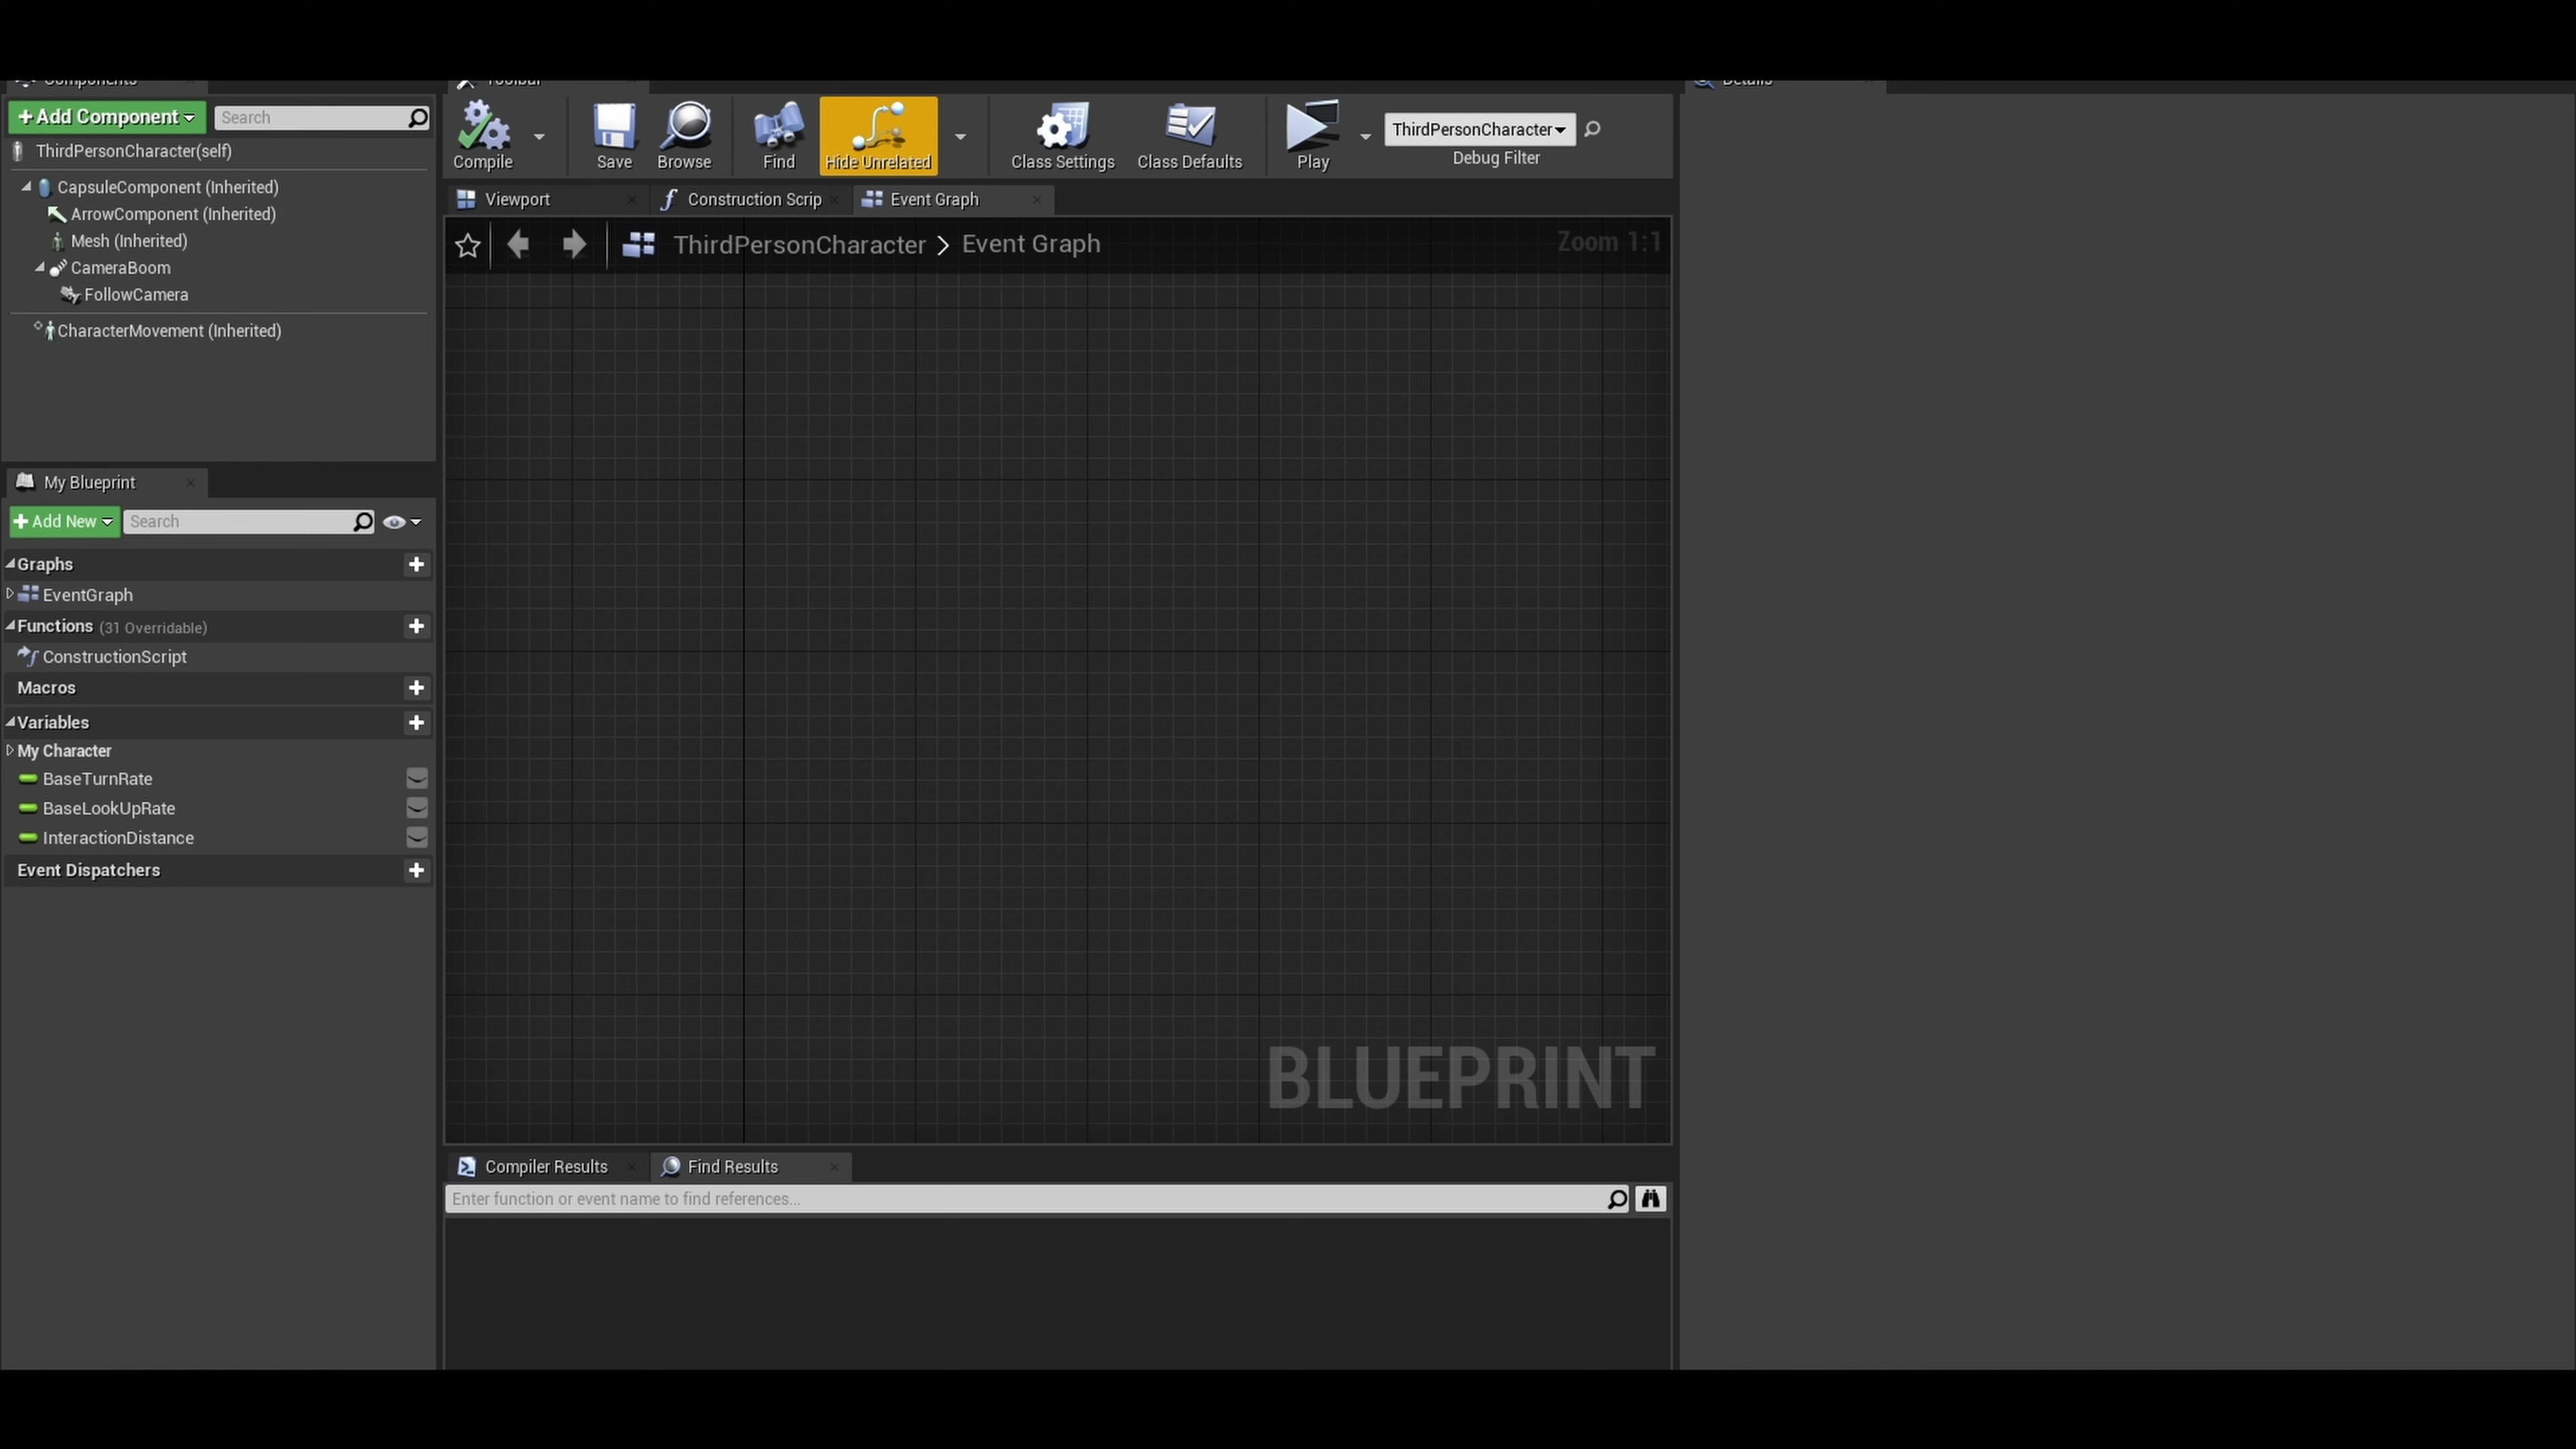 Components
Toolbar
Details
Add Component
Search
ThirdPersonCharacter(self)
CapsuleComponent (Inherited)
ArrowComponent (Inherited)
Mesh (Inherited)
CameraBoom
FollowCamera
CharacterMovement (Inherited)
Compile
Save
Browse
Find
Hide Unrelated
Class Settings
Class Defaults
Play
ThirdPersonCharacter
Debug Filter
Viewport
Construction Scrip
Event Graph
ThirdPersonCharacter > Event Graph
Zoom 1:1
My Blueprint
Add New
Search
Graphs
EventGraph
Functions (31 Overridable)
ConstructionScript
Macros
Variables
My Character
BaseTurnRate
BaseLookUpRate
InteractionDistance
Event Dispatchers
BLUEPRINT
Compiler Results
Find Results
Enter function or event name to find references...